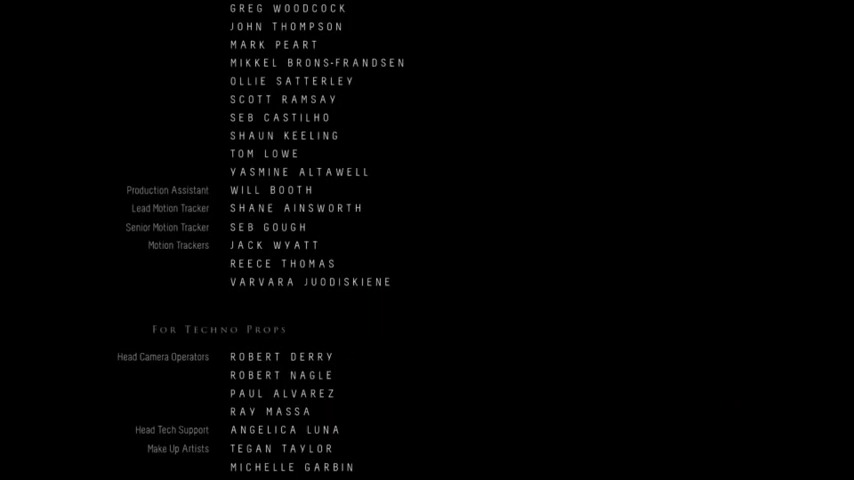 GREG WOODCOCK
JOHN THOMPSON
MARK PEART
MIKKEL BRONS-FRANDSEN
OLLIE SATTERLEY
SCOTT RAMSAY
SEB CASTILHO
SHAUN KEELING
TOM LOWE
YASMINE ALTAWELL
Production Assistant WILL BOOTH
Lead Motion Tracker SHANE AINSWORTH
Senior Motion Tracker SEB GOUGH
Motion Trackers JACK WYATT
REECE THOMAS
VARVARA JUODISKIENE
FOR TECHNO PROPS
Head Camera Operators ROBERT DERRY
ROBERT NAGLE
PAUL ALVAREZ
RAY MASSA
Head Tech Support ANGELICA LUNA
Make Up Artists TEGAN TAYLOR
MICHELLE GARBIN